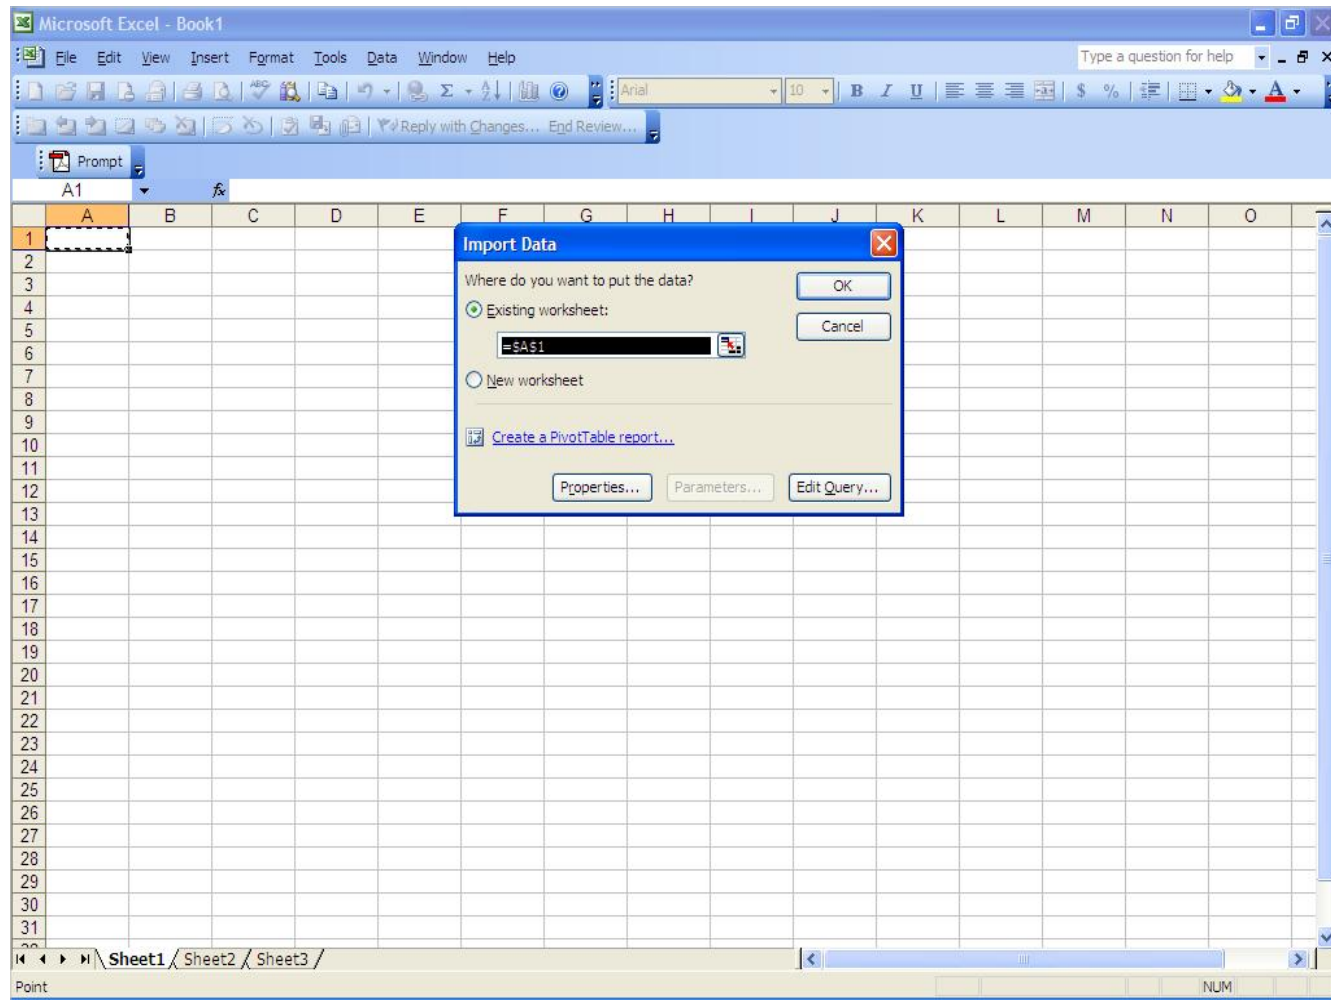 Microsoft Excel - Book1
File Edit View Insert Format Tools Data Window Help Type a question for help
ABC Σ Arial 10 B I U $ % A
Reply with Changes... End Review...
Prompt
A1 fx
A B C D E F G H I J K L M N O
1
2
3
4
5
6
7
8
9
10
11
12
13
14
15
16
17
18
19
20
21
22
23
24
25
26
27
28
29
30
31
Import Data
Where do you want to put the data?
OK
Existing worksheet:
Cancel
=$A$1
New worksheet
Create a PivotTable report...
Properties... Parameters... Edit Query...
Sheet1 Sheet2 Sheet3
Point NUM